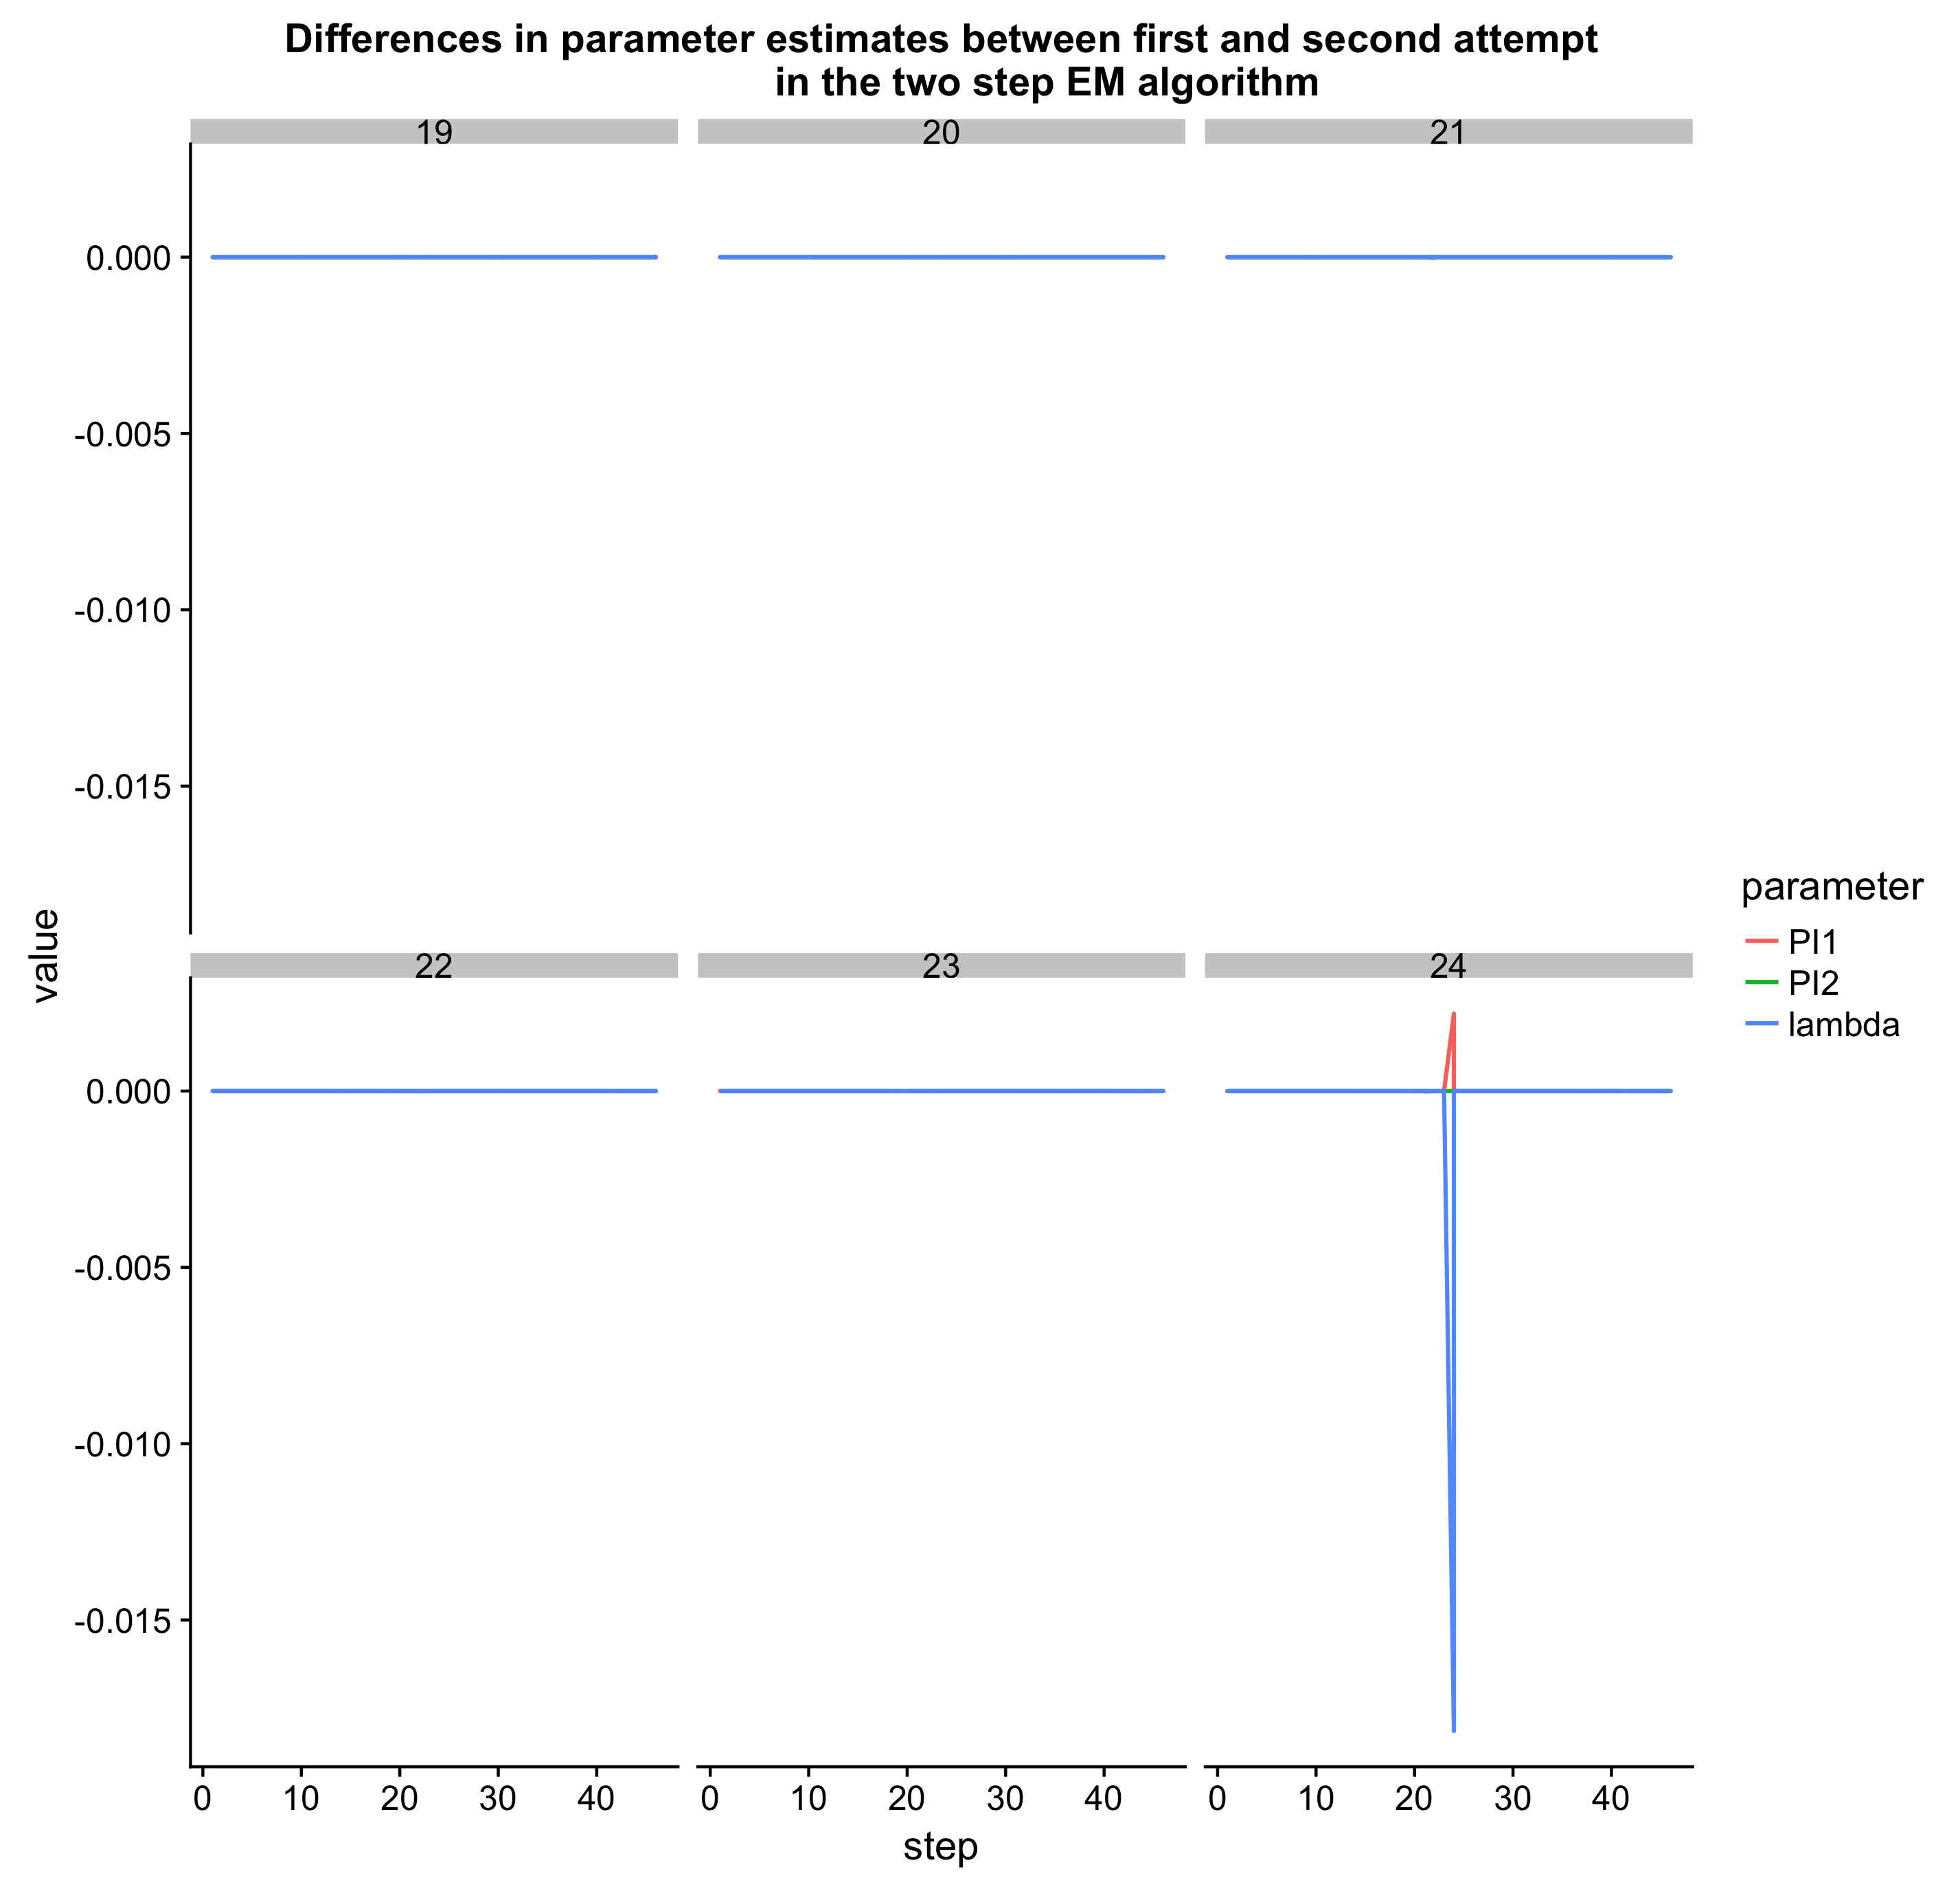 Differences in parameter estimates between first and second attempt
in the two step EM algorithm
19
20
21
0.000
-0.005
-0.010
-0.015
22
23
24
0.000
-0.005
-0.010
-0.015
0 10 20 30 40
0 10 20 30 40
0 10 20 30 40
step
value
parameter
PI1
PI2
lambda